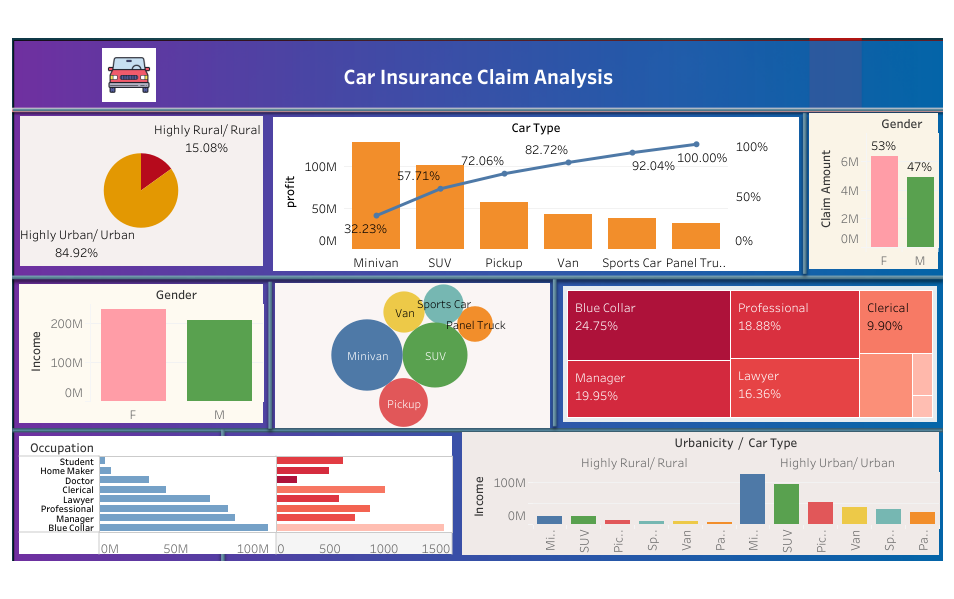 Car Insurance Claim Analysis
Highly Rural/ Rural
15.08%
Highly Urban/ Urban
84.92%
Car Type
profit
100M
50M
0M
32.23%
57.71%
72.06%
82.72%
92.04%
100.00%
100%
50%
0%
Minivan
SUV
Pickup
Van
Sports Car
Panel Tru..
Gender
Claim Amount
6M
4M
2M
0M
53%
47%
F
M
Gender
Income
200M
100M
0M
F
M
Sports Car
Van
Panel Truck
Minivan
SUV
Pickup
Blue Collar
24.75%
Manager
19.95%
Professional
18.88%
Lawyer
16.36%
Clerical
9.90%
Occupation
Student
Home Maker
Doctor
Clerical
Lawyer
Professional
Manager
Blue Collar
0M
50M
100M
0
500
1000
1500
Urbanicity / Car Type
Highly Rural/ Rural
Highly Urban/ Urban
Income
100M
0M
Mi..
SUV
Pic..
Sp..
Van
Pa..
Mi..
SUV
Pic..
Van
Sp..
Pa..